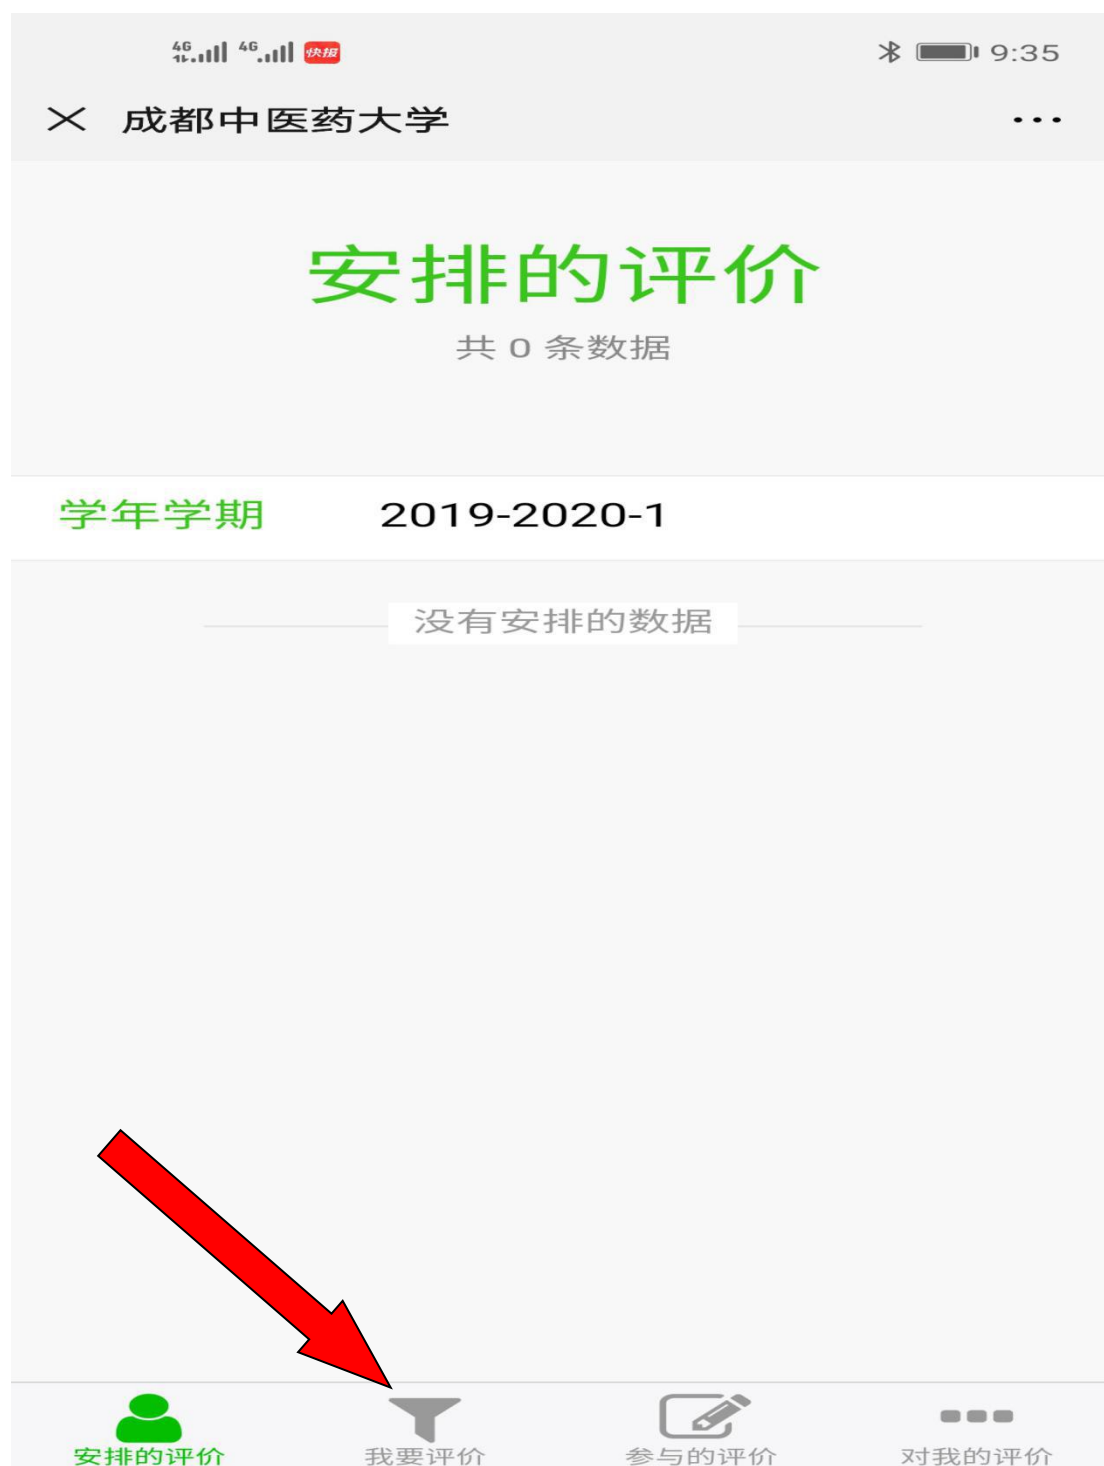 4G 4G 快报 9:35
成都中医药大学 ...
安排的评价
共 0 条数据
学年学期 2019-2020-1
没有安排的数据
安排的评价 我要评价 参与的评价 对我的评价